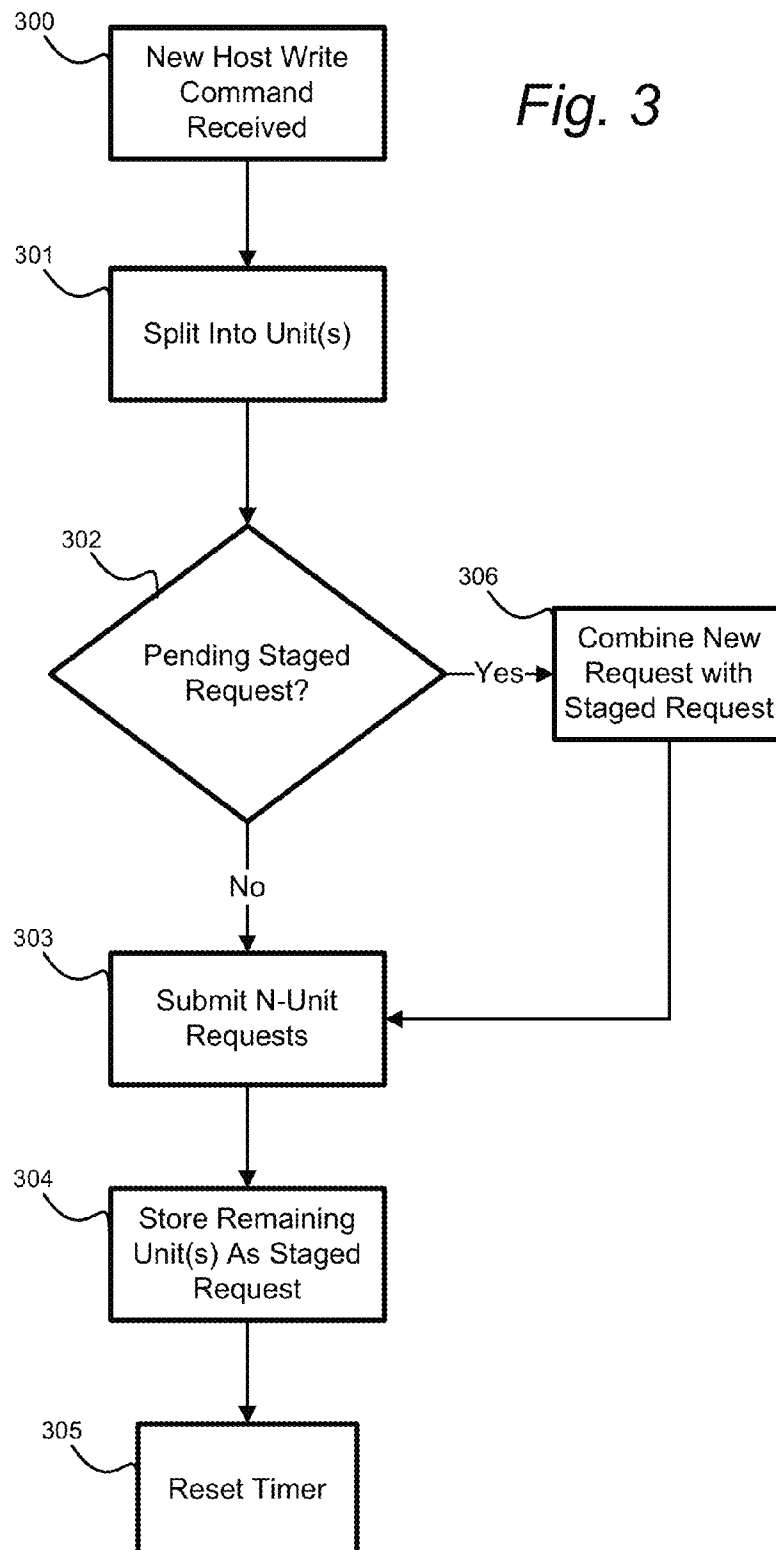 300
New Host Write
Command
Received
Fig. 3
301
Split Into Unit(s)
302
Pending Staged
Request?
Yes
306
Combine New
Request with
Staged Request
No
303
Submit N-Unit
Requests
304
Store Remaining
Unit(s) As Staged
Request
305
Reset Timer